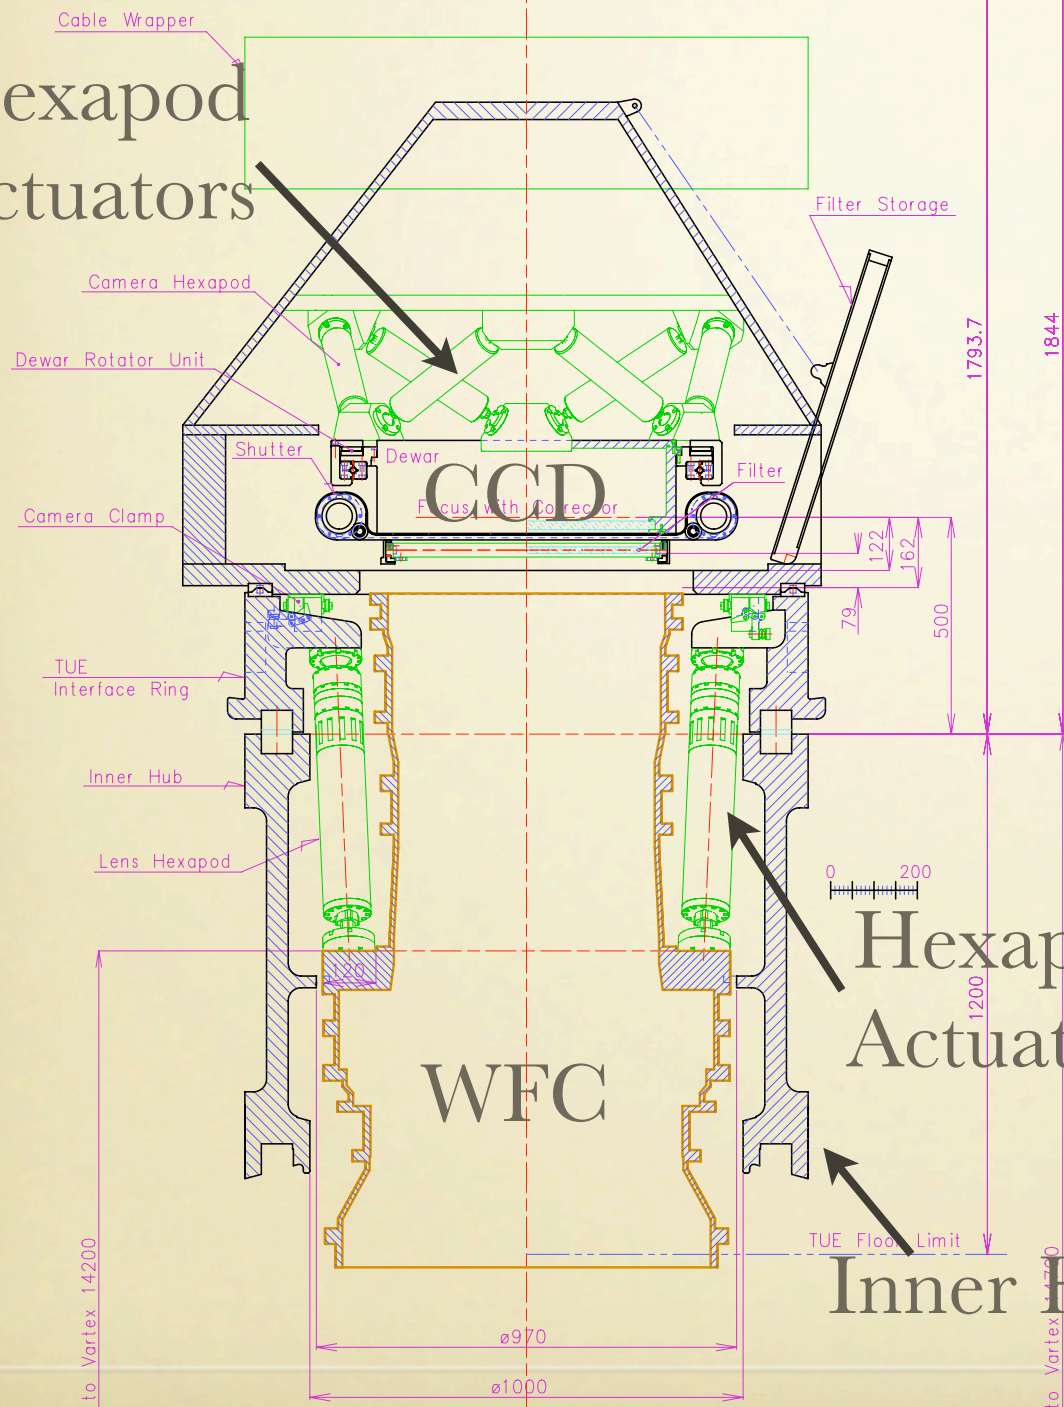 Cable Wrapper
exapod
ctuators
Filter Storage
Camera Hexapod
1793.7
1844
Dewar Rotator Unit
Shutter
Dewar
CCD
Filter
Focus with Corrector
Camera Clamp
122
162
79
500
TUE
Interface Ring
Inner Hub
Lens Hexapod
0 200
Hexap
Actuat
120
1200
WFC
TUE Floor Limit
Inner H
to Vartex 14200
ø970
ø1000
to Vartex